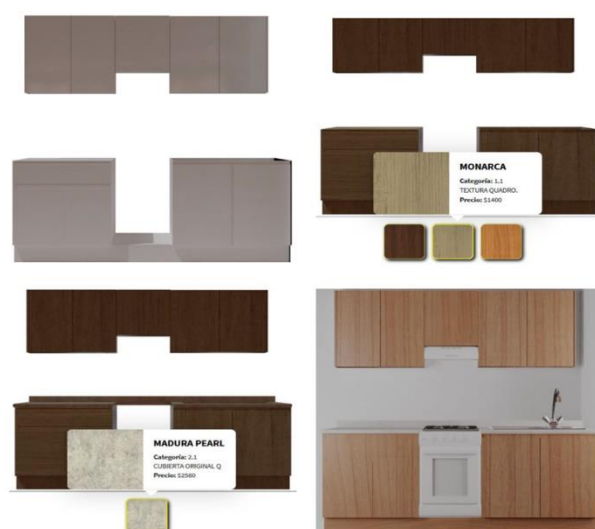 MONARCA
Categoría: 1.1
TEXTURA QUADRO.
Precio: $1400
MADURA PEARL
Categoría: 2.1
CUBIERTA ORIGINAL Q
Precio: $2560